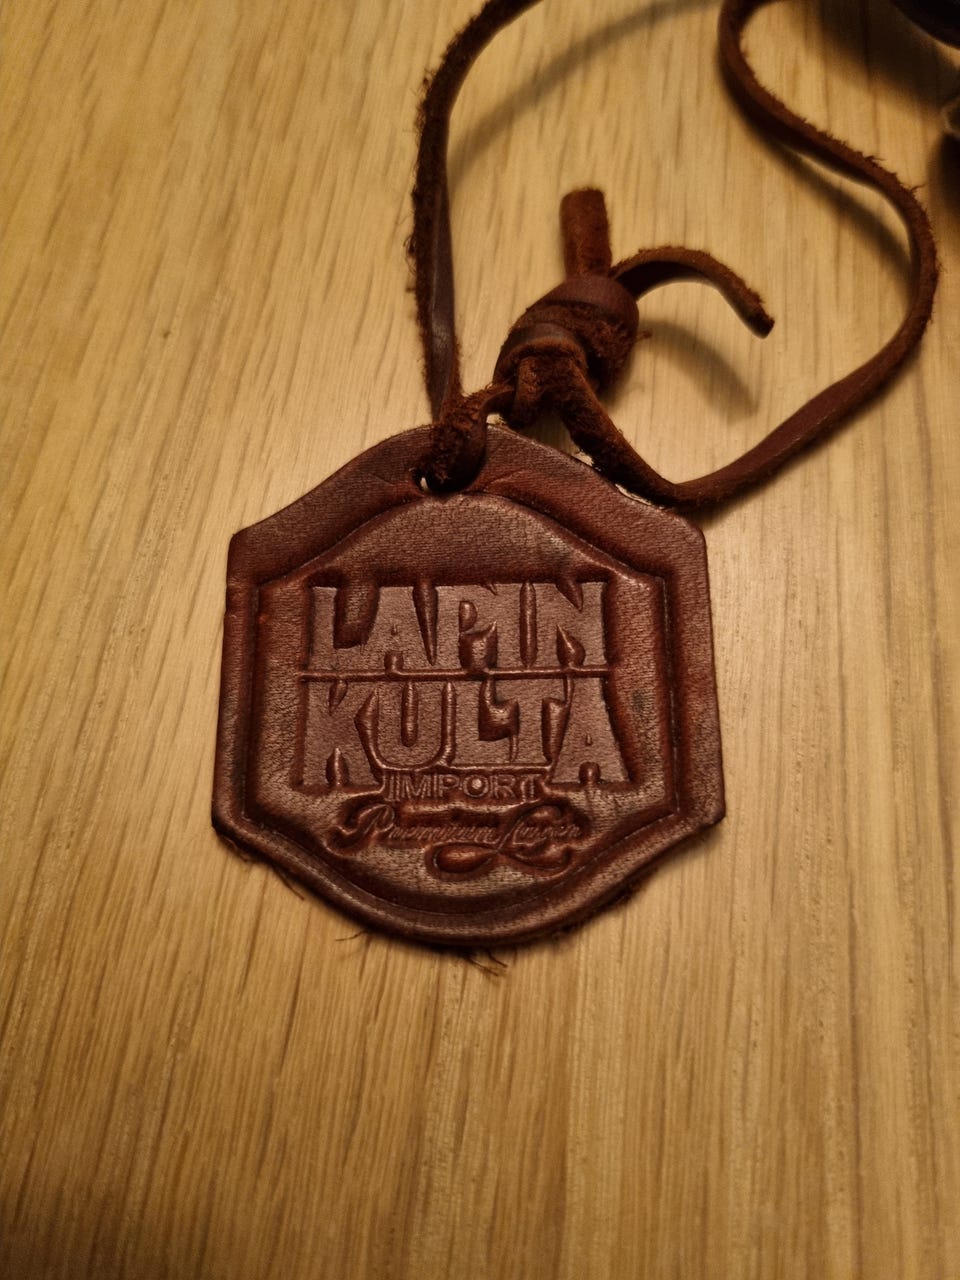 LAPIN
KULTA
IMPORT
Premium Lager